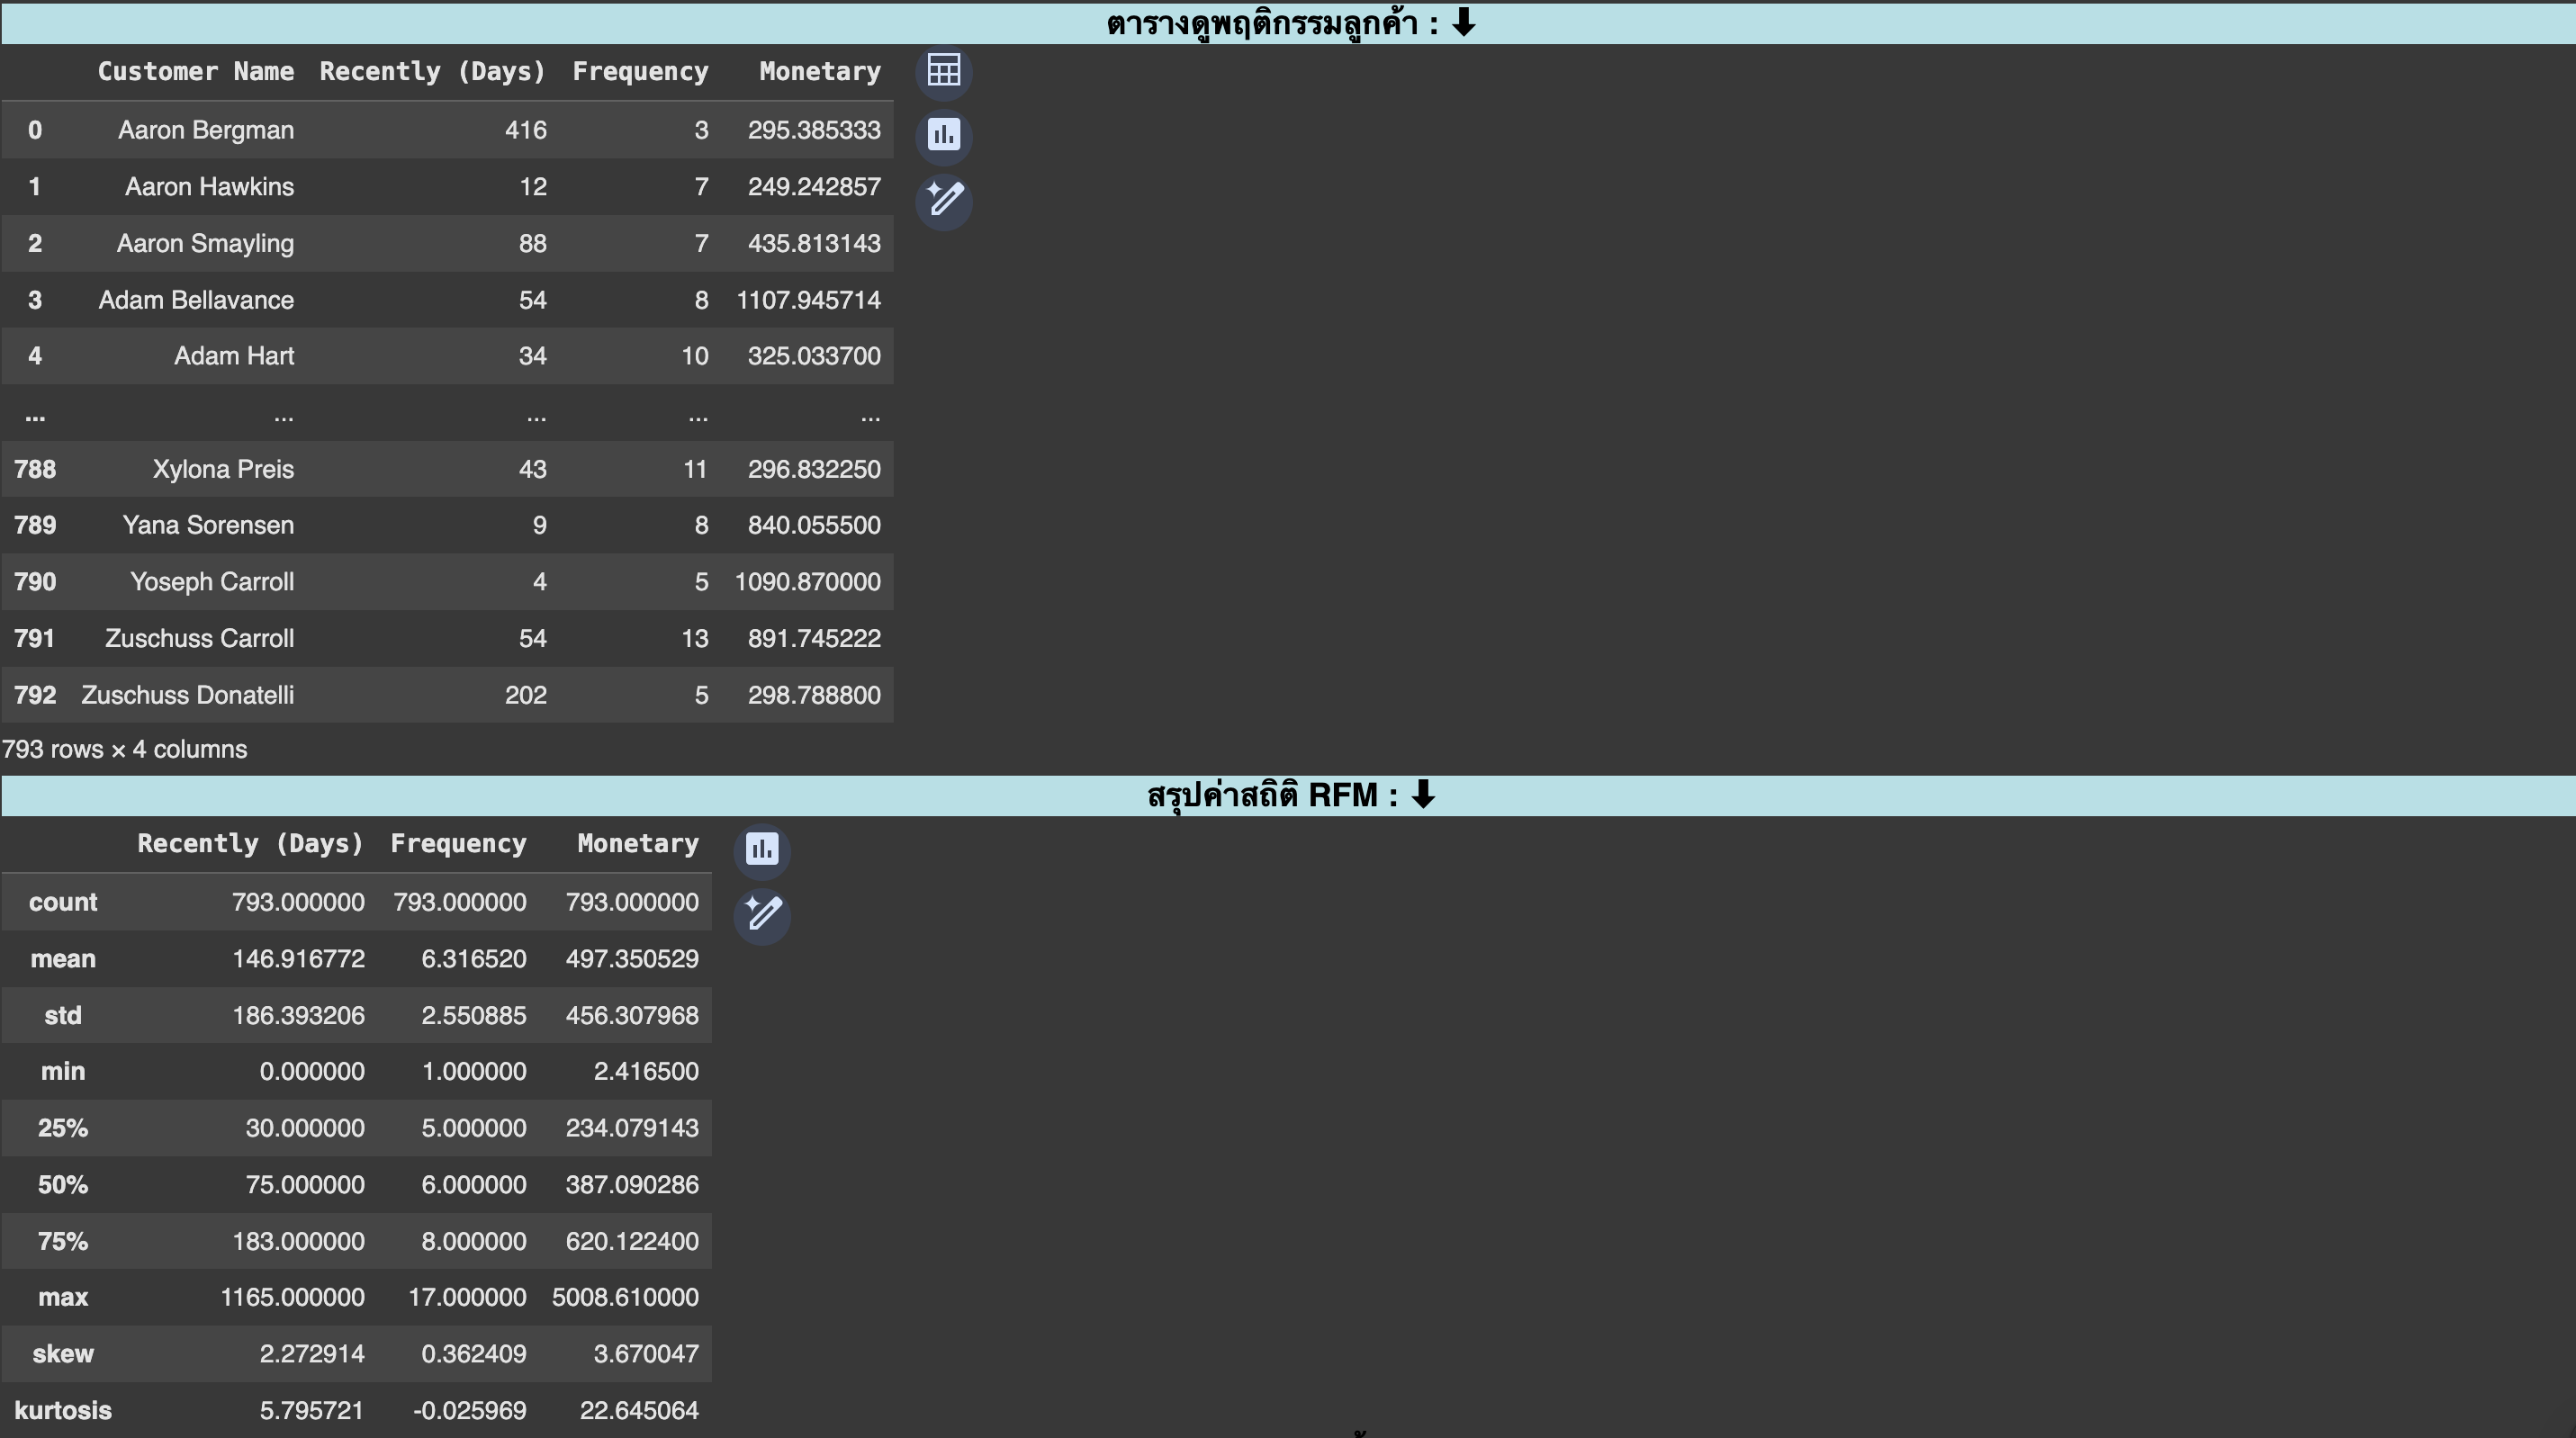 ตารางดูพฤติกรรมลูกค้า : ⬇
Customer Name Recently (Days) Frequency Monetary
0 Aaron Bergman 416 3 295.385333
1 Aaron Hawkins 12 7 249.242857
2 Aaron Smayling 88 7 435.813143
3 Adam Bellavance 54 8 1107.945714
4 Adam Hart 34 10 325.033700
... ... ... ... ...
788 Xylona Preis 43 11 296.832250
789 Yana Sorensen 9 8 840.055500
790 Yoseph Carroll 4 5 1090.870000
791 Zuschuss Carroll 54 13 891.745222
792 Zuschuss Donatelli 202 5 298.788800
793 rows × 4 columns
สรุปค่าสถิติ RFM : ⬇
Recently (Days) Frequency Monetary
count 793.000000 793.000000 793.000000
mean 146.916772 6.316520 497.350529
std 186.393206 2.550885 456.307968
min 0.000000 1.000000 2.416500
25% 30.000000 5.000000 234.079143
50% 75.000000 6.000000 387.090286
75% 183.000000 8.000000 620.122400
max 1165.000000 17.000000 5008.610000
skew 2.272914 0.362409 3.670047
kurtosis 5.795721 -0.025969 22.645064